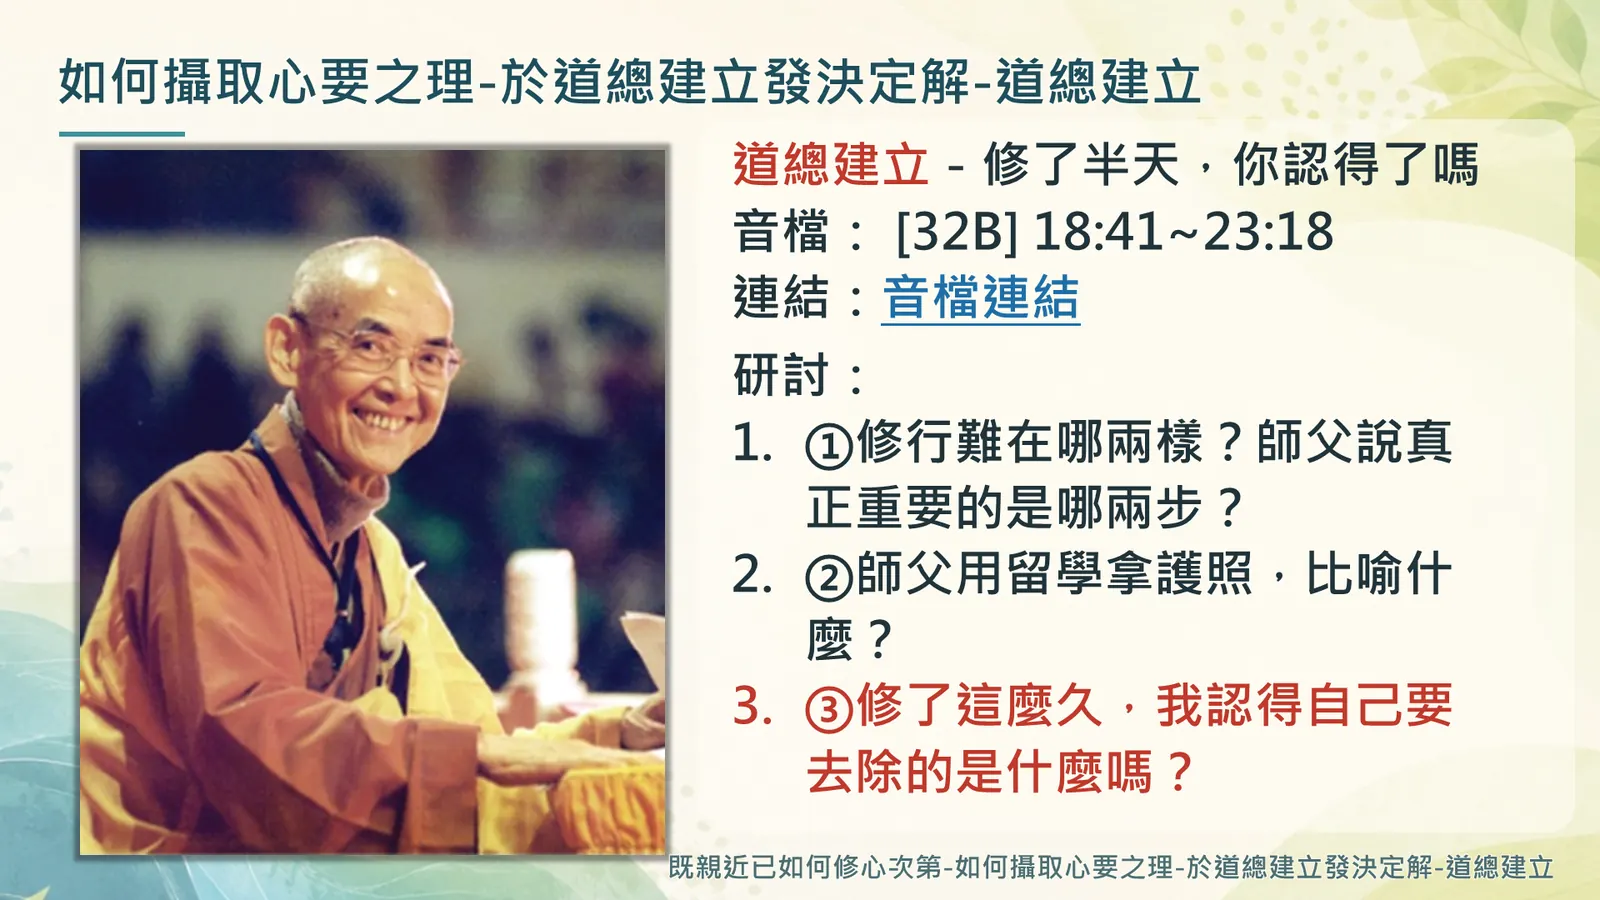 如何攝取心要之理-於道總建立發決定解-道總建立
道總建立 - 修了半天，你認得了嗎
音檔： [32B] 18:41~23:18
連結：音檔連結
研討：
1. ①修行難在哪兩樣？師父說真
正重要的是哪兩步？
2. ②師父用留學拿護照，比喻什
麼？
3. ③修了這麼久，我認得自己要
去除的是什麼嗎？
既親近已如何修心次第-如何攝取心要之理-於道總建立發決定解-道總建立